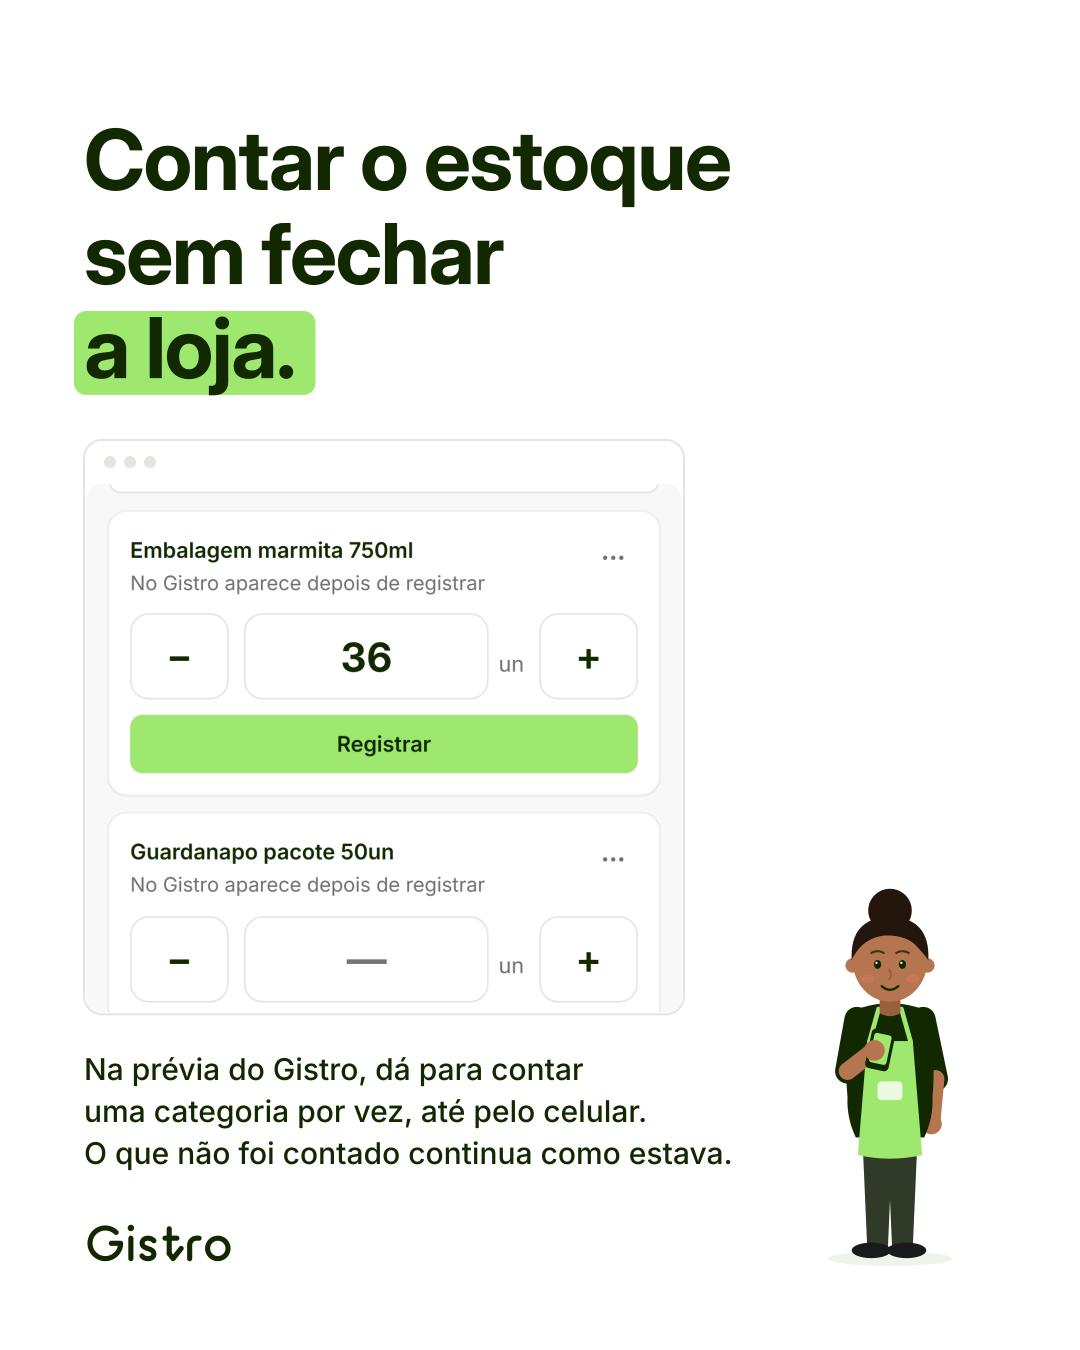 Contar o estoque
sem fechar
a loja.
Embalagem marmita 750ml
...
No Gistro aparece depois de registrar
− 36 un +
Registrar
Guardanapo pacote 50un
...
No Gistro aparece depois de registrar
− — un +
Na prévia do Gistro, dá para contar
uma categoria por vez, até pelo celular.
O que não foi contado continua como estava.
Gistro